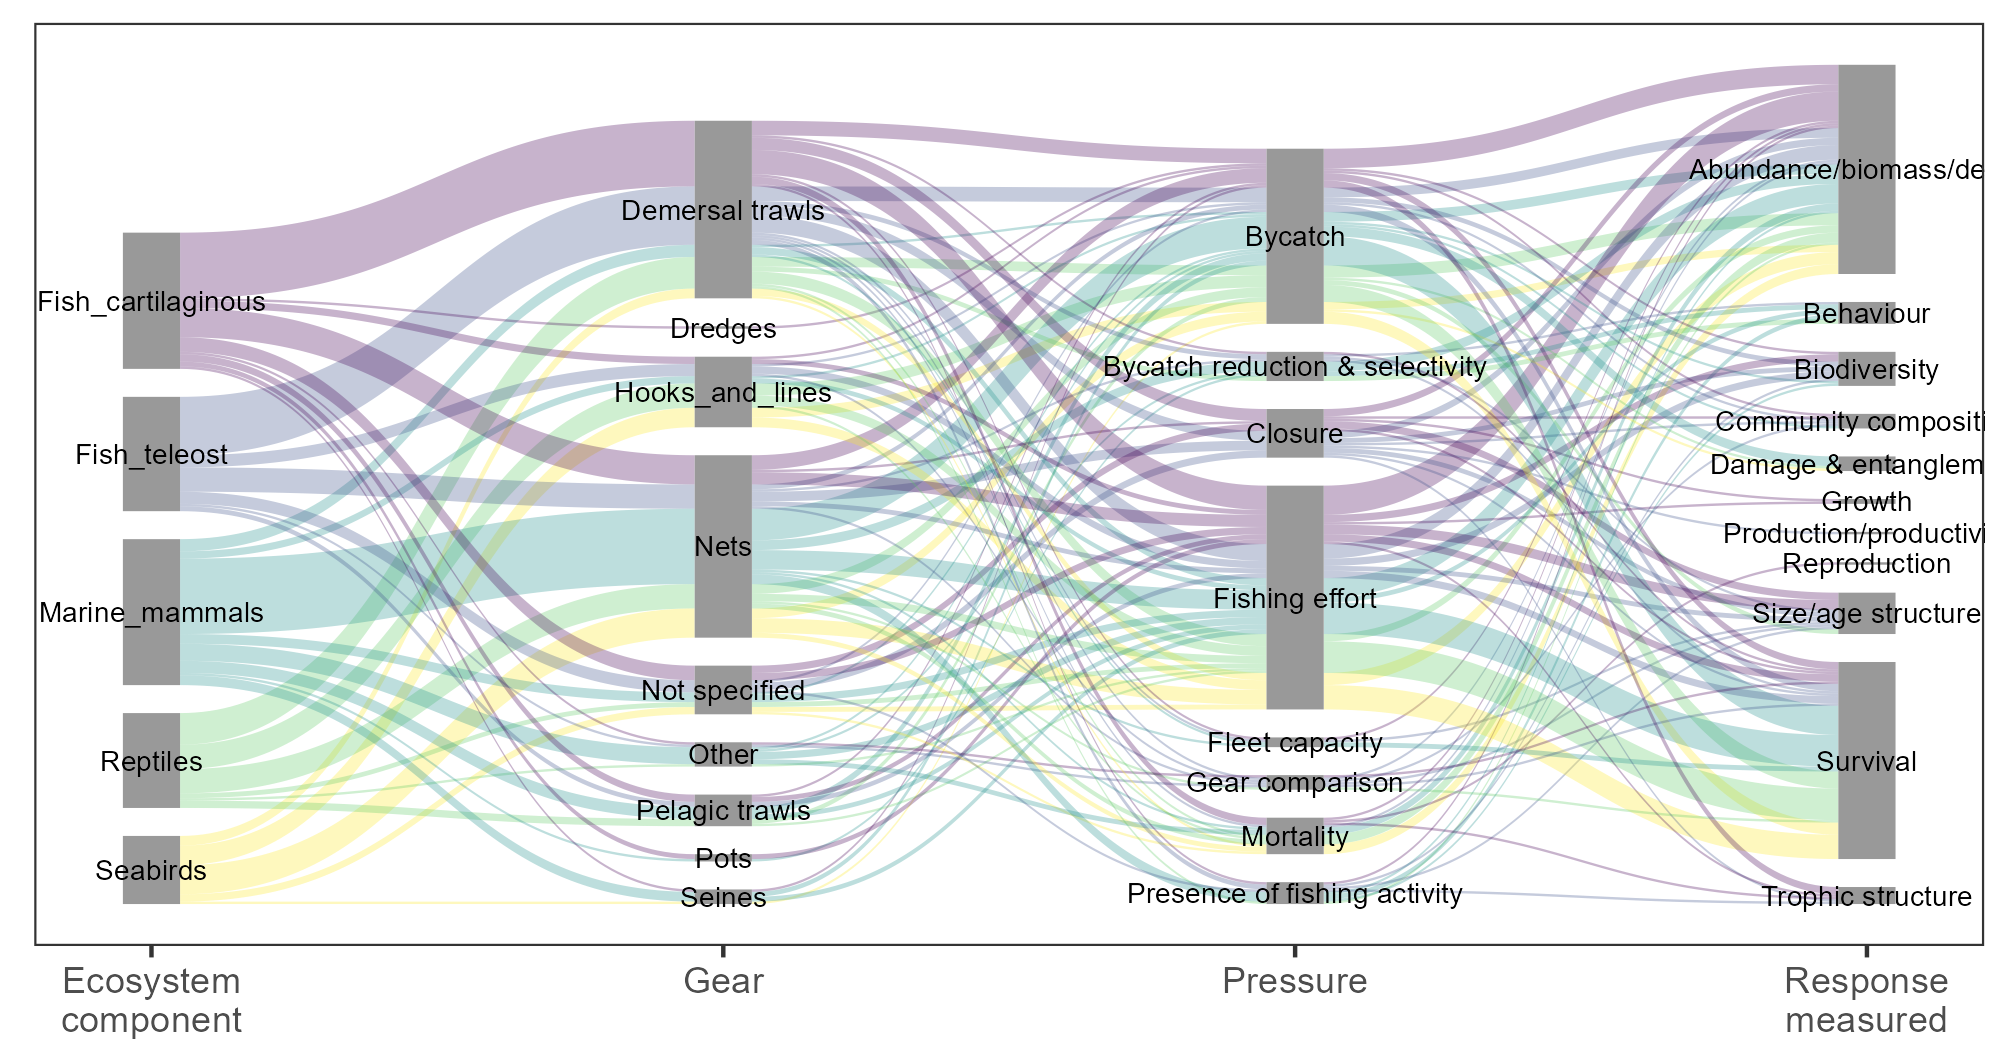 Fish_cartilaginous
Fish_teleost
Marine_mammals
Reptiles
Seabirds
Demersal trawls
Dredges
Hooks_and_lines
Nets
Not specified
Other
Pelagic trawls
Pots
Seines
Bycatch
Bycatch reduction & selectivity
Closure
Fishing effort
Fleet capacity
Gear comparison
Mortality
Presence of fishing activity
Abundance/biomass/de
Behaviour
Biodiversity
Community compositi
Damage & entanglem
Growth
Production/productivi
Reproduction
Size/age structure
Survival
Trophic structure
Ecosystem
component
Gear
Pressure
Response
measured